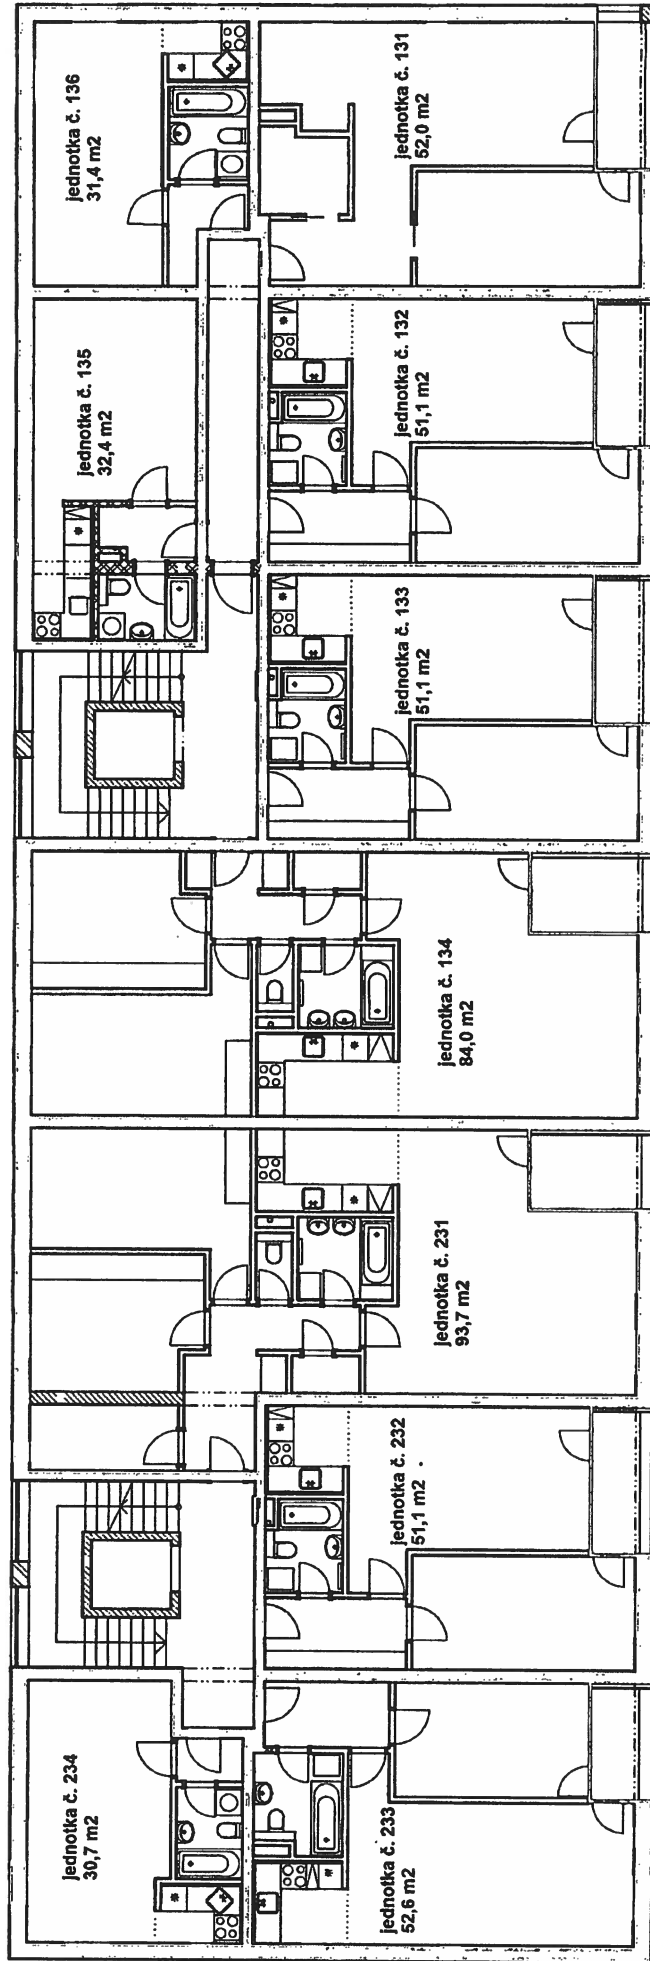 jednotka č. 136
31,4 m2
jednotka č. 131
52,0 m2
jednotka č. 135
32,4 m2
jednotka č. 132
51,1 m2
jednotka č. 133
51,1 m2
jednotka č. 134
84,0 m2
jednotka č. 231
93,7 m2
jednotka č. 232
51,1 m2
jednotka č. 234
30,7 m2
jednotka č. 233
52,6 m2